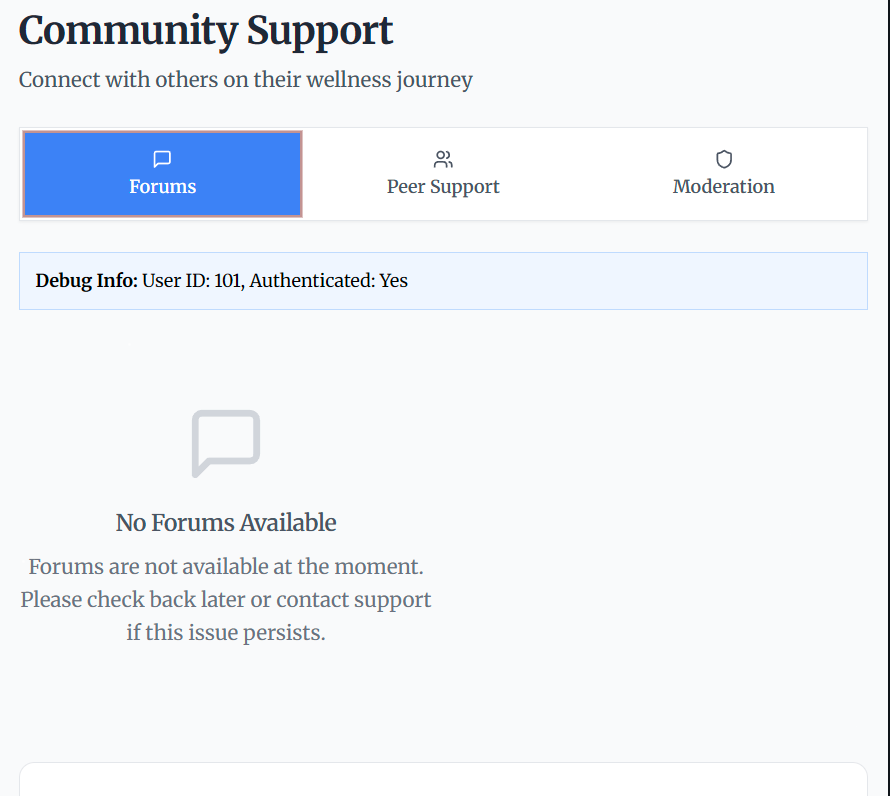 Community Support
Connect with others on their wellness journey
Forums
Peer Support
Moderation
Debug Info: User ID: 101, Authenticated: Yes
No Forums Available
Forums are not available at the moment.
Please check back later or contact support
if this issue persists.